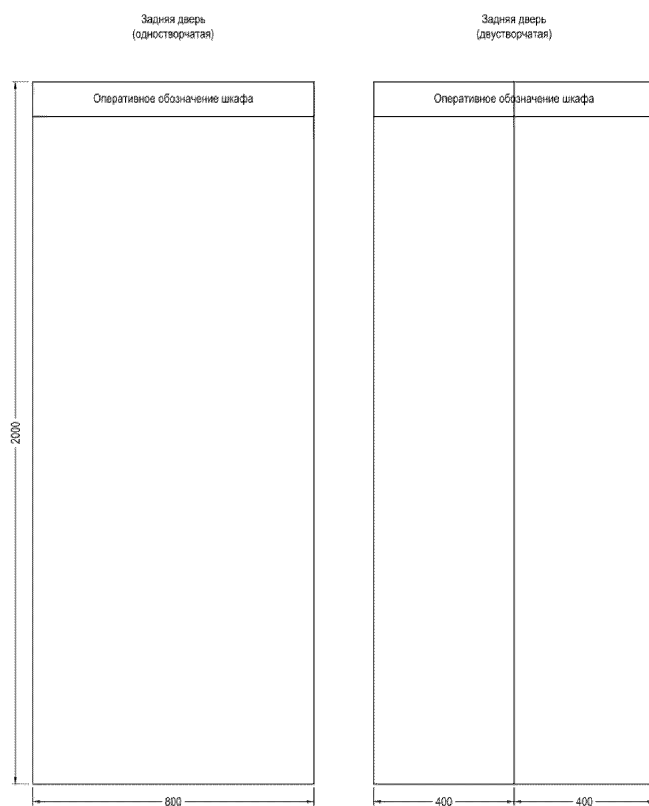 Задняя дверь
(одностворчатая)
Задняя дверь
(двустворчатая)
Оперативное обозначение шкафа
Оперативное обозначение шкафа
2000
800
400
400